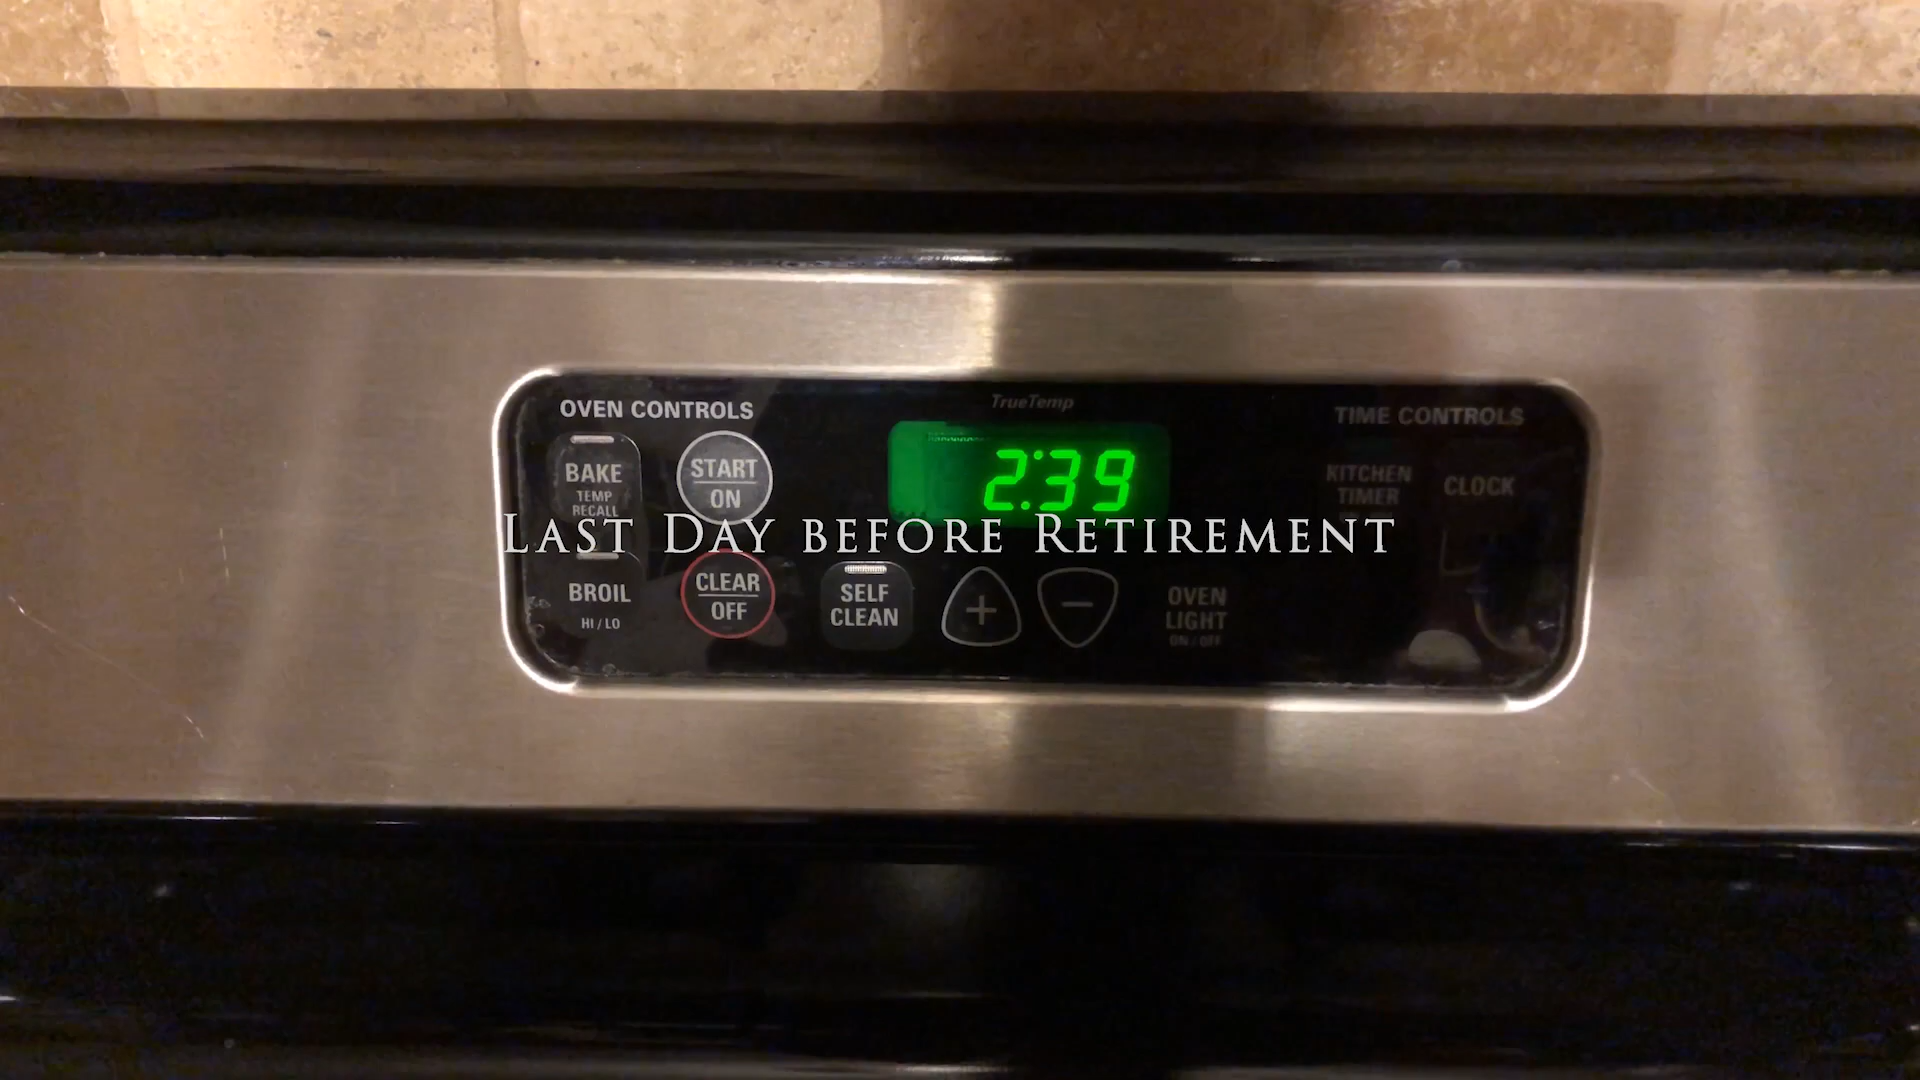 TrueTemp
OVEN CONTROLS
TIME CONTROLS
BAKE
TEMP
RECALL
START
ON
2:39
KITCHEN
TIMER
CLOCK
LAST DAY BEFORE RETIREMENT
BROIL
HI / LO
CLEAR
OFF
SELF
CLEAN
+
−
OVEN
LIGHT
ON / OFF